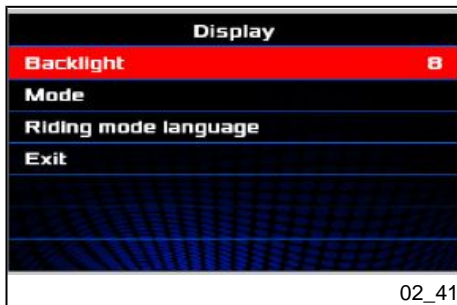 Display
Backlight 8
Mode
Riding mode language
Exit
02_41